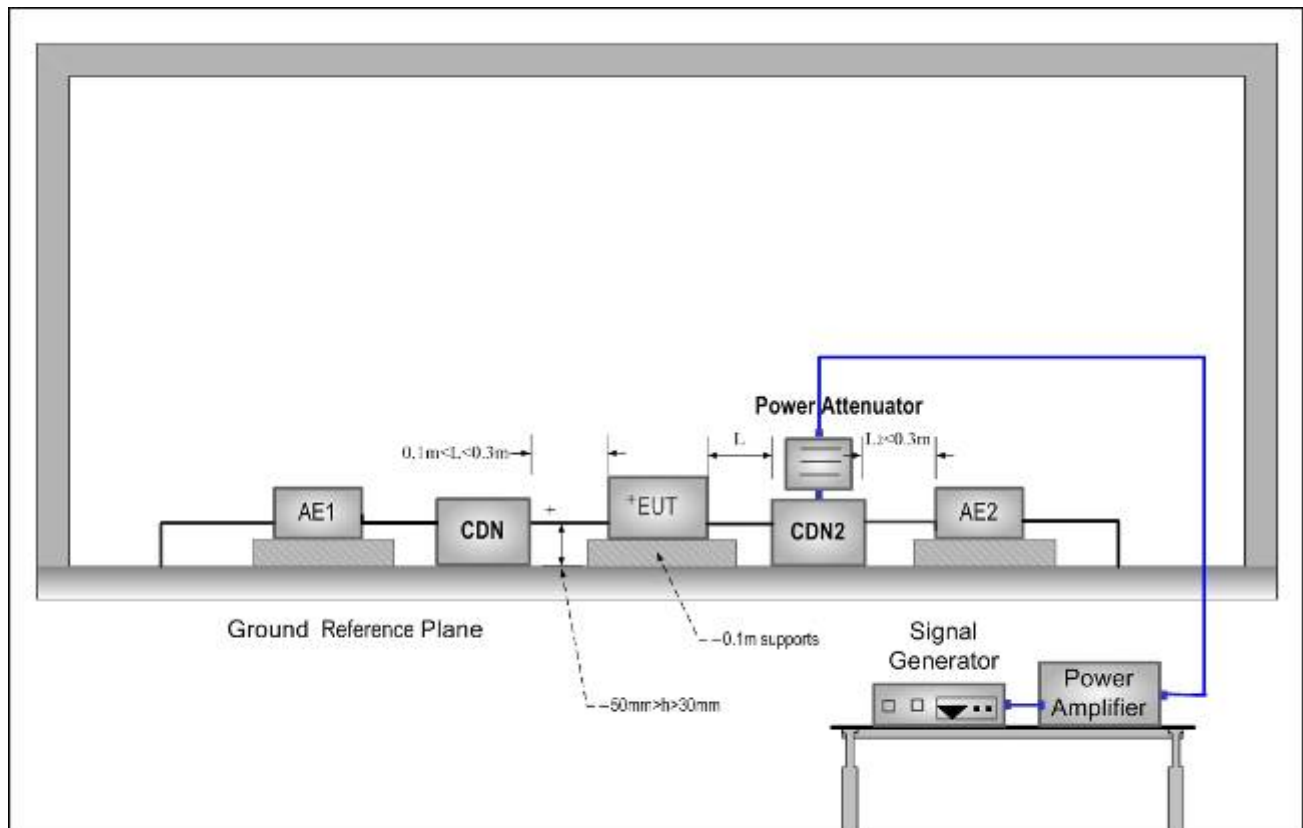 Power Attenuator
0.1m<L<0.3m
L
L2<0.3m
AE1
CDN
+
+EUT
CDN2
AE2
Ground Reference Plane
--0.1m supports
--50mm>h>30mm
Signal
Generator
Power
Amplifier